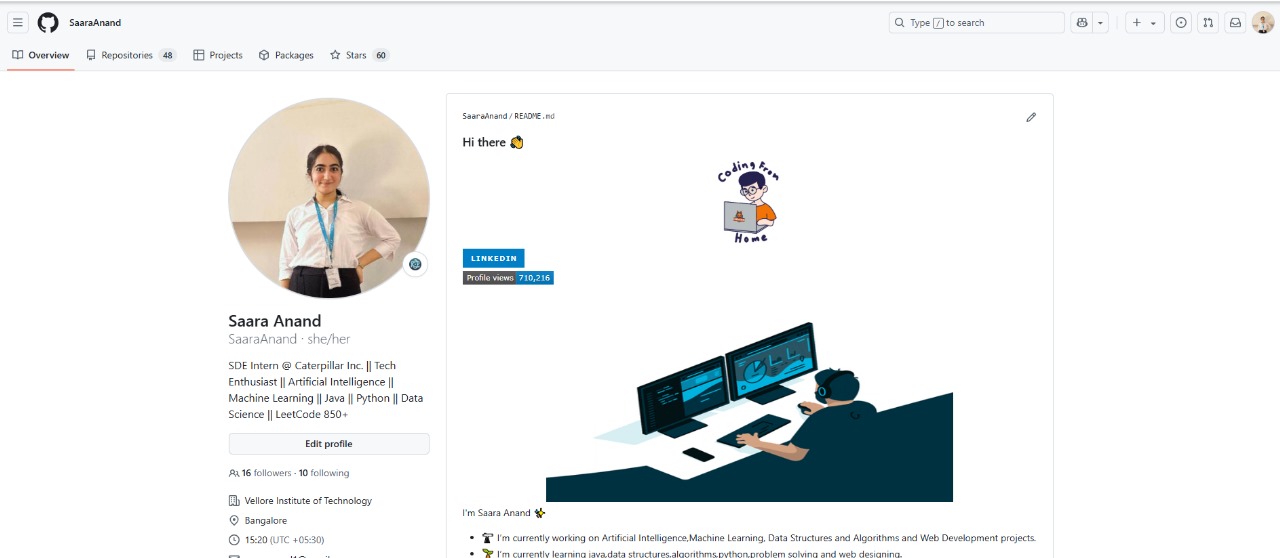 SaaraAnand
Type / to search
Overview
Repositories 48
Projects
Packages
Stars 60
SaaraAnand / README.md
Hi there 👋
Coding From
Home
LINKEDIN
Profile views 710,216
Saara Anand
SaaraAnand · she/her
SDE Intern @ Caterpillar Inc. || Tech
Enthusiast || Artificial Intelligence ||
Machine Learning || Java || Python || Data
Science || LeetCode 850+
Edit profile
16 followers · 10 following
Vellore Institute of Technology
Bangalore
15:20 (UTC +05:30)
I'm Saara Anand ✨
• 🔭 I'm currently working on Artificial Intelligence,Machine Learning, Data Structures and Algorithms and Web Development projects.
• 🌱 I'm currently learning java,data structures,algorithms,python,problem solving and web designing.